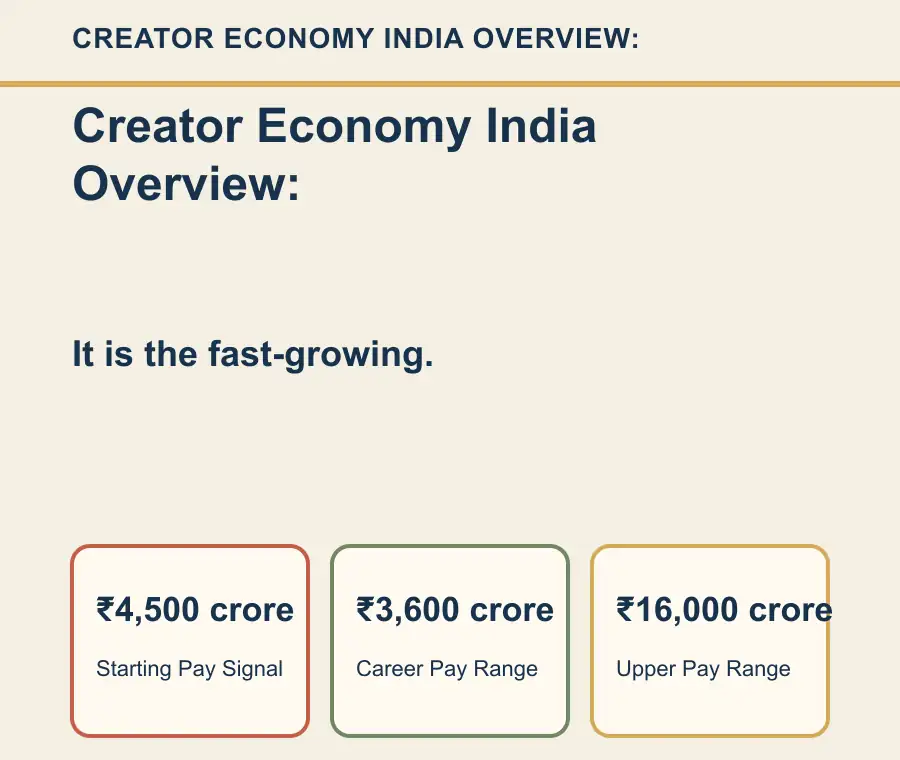 CREATOR ECONOMY INDIA OVERVIEW:
Creator Economy India
Overview:
It is the fast-growing.
₹4,500 crore
Starting Pay Signal
₹3,600 crore
Career Pay Range
₹16,000 crore
Upper Pay Range